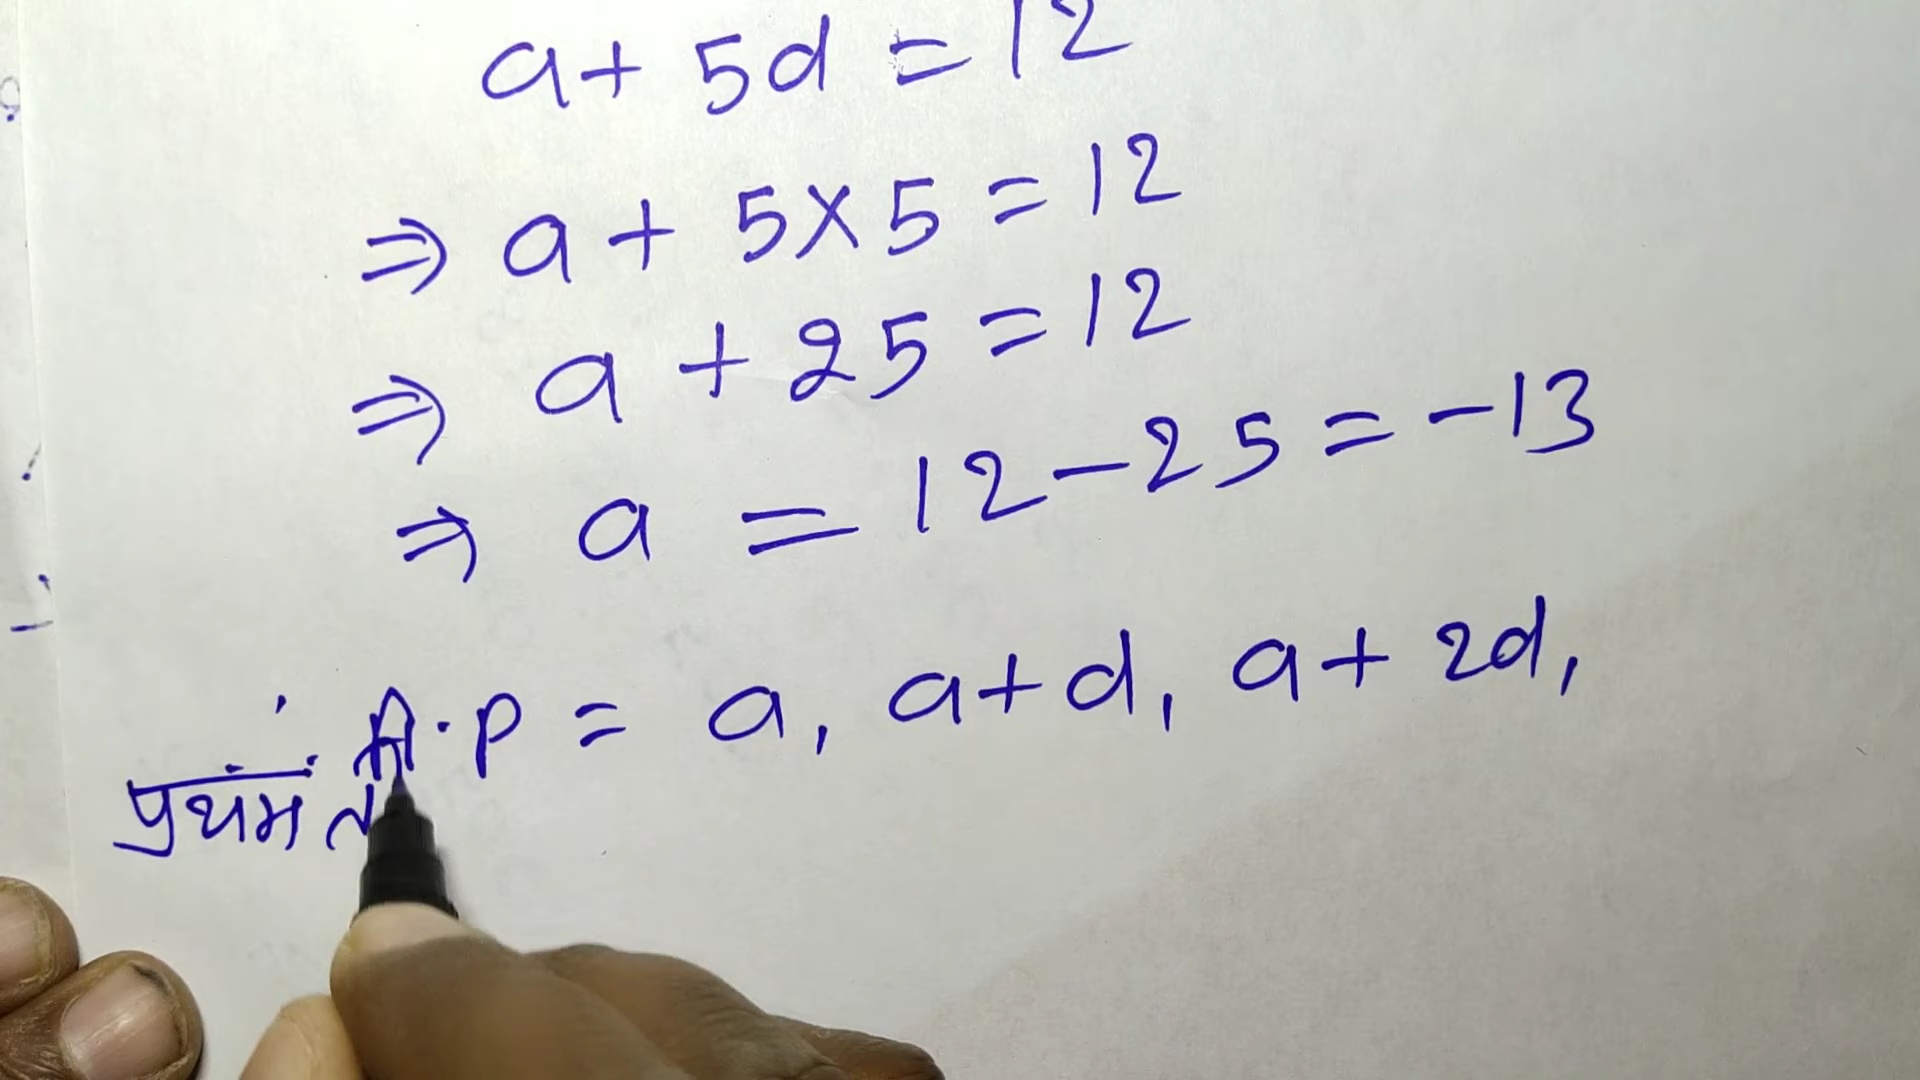 a + 5d = 12
⇒ a + 5×5 = 12
⇒ a + 25 = 12
⇒ a = 12-25 = -13
A.P = a, a+d, a+2d,
प्रथम